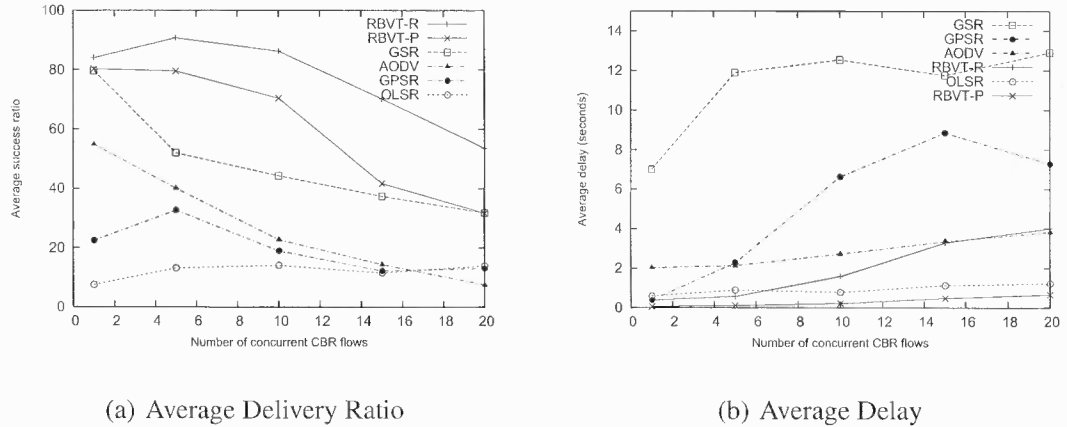 100
80
60
40
20
0
0 2 4 6 8 10 12 14 16 18 20
Average success ratio
Number of concurrent CBR flows
RBVT-R
RBVT-P
GSR
AODV
GPSR
OLSR
(a) Average Delivery Ratio
14
12
10
8
6
4
2
0
0 2 4 6 8 10 12 14 16 18 20
Average delay (seconds)
Number of concurrent CBR flows
GSR
GPSR
AODV
RBVT-R
OLSR
RBVT-P
(b) Average Delay